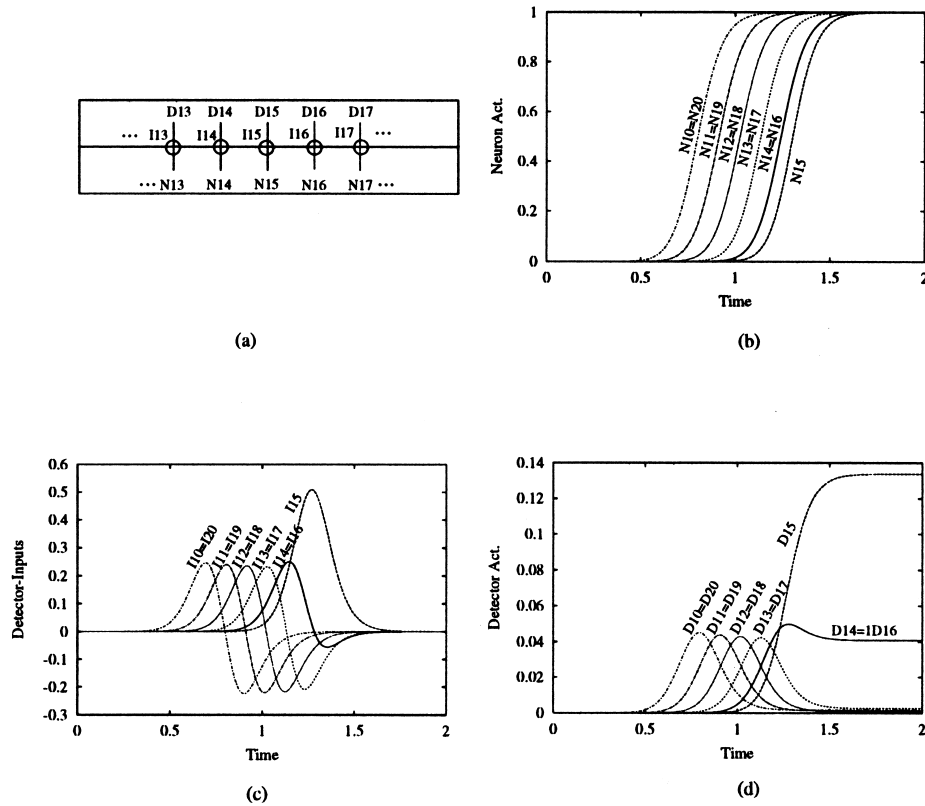 D13 D14 D15 D16 D17
··· I13 I14 I15 I16 I17 ···
··· N13 N14 N15 N16 N17 ···
(a)
1
0.8
0.6
0.4
0.2
0
Neuron Act.
N10=N20
N11=N19
N12=N18
N13=N17
N14=N16
N15
0 0.5 1 1.5 2
Time
(b)
0.6
0.5
0.4
0.3
0.2
0.1
0
-0.1
-0.2
-0.3
Detector-Inputs
I10=I20
I11=I19
I12=I18
I13=I17
I14=I16
I15
0 0.5 1 1.5 2
Time
(c)
0.14
0.12
0.1
0.08
0.06
0.04
0.02
0
Detector Act.
D10=D20
D11=D19
D12=D18
D13=D17
D15
D14=1D16
0 0.5 1 1.5 2
Time
(d)